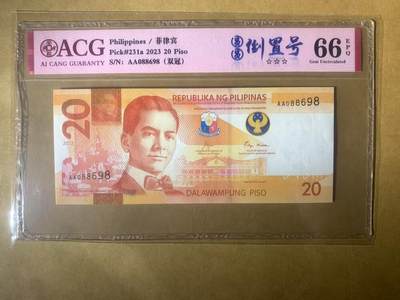 ACG
AI CANG GUARANTY
Philippines / 菲律宾
Pick#231a 2023 20 Piso
S/N: AA088698 (双冠)
倒置号
☆☆☆
66 EPQ
Gem Uncirculated
REPUBLIKA NG PILIPINAS
AA088698
20
2023
AA088698
DALAWAMPUNG PISO
20